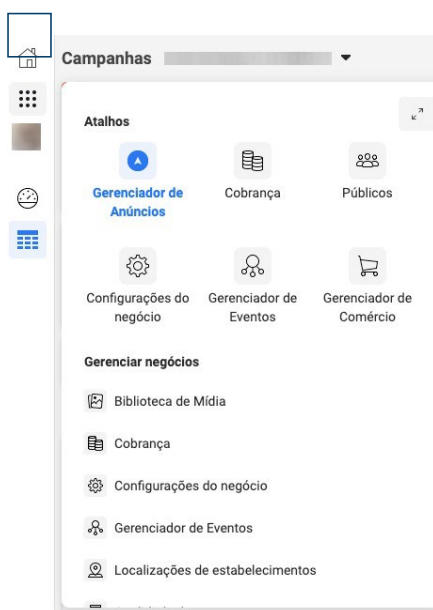 Campanhas
Atalhos
Gerenciador de
Anúncios
Cobrança
Públicos
Configurações do
negócio
Gerenciador de
Eventos
Gerenciador de
Comércio
Gerenciar negócios
Biblioteca de Mídia
Cobrança
Configurações do negócio
Gerenciador de Eventos
Localizações de estabelecimentos